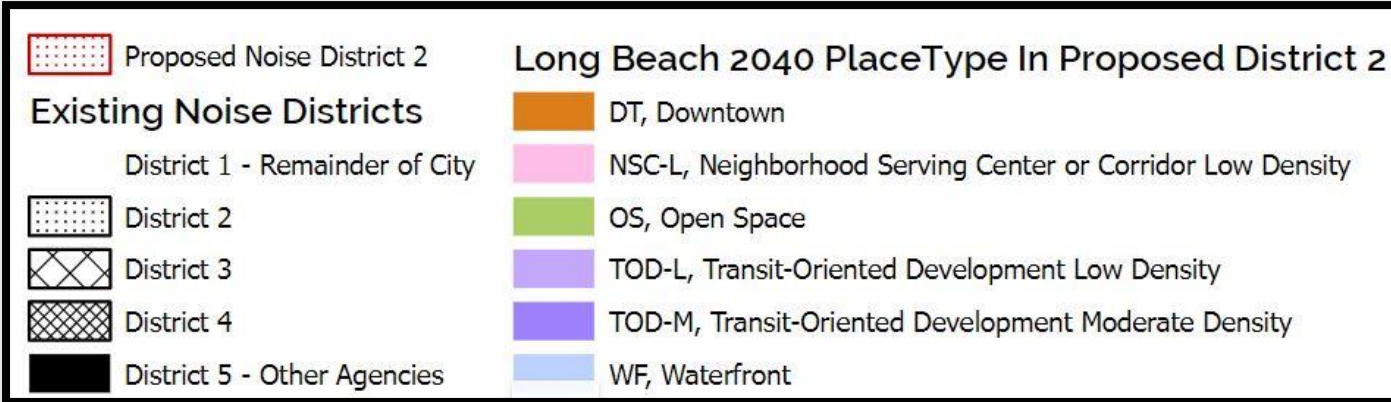 Proposed Noise District 2
Existing Noise Districts
District 1 - Remainder of City
District 2
District 3
District 4
District 5 - Other Agencies
Long Beach 2040 PlaceType In Proposed District 2
DT, Downtown
NSC-L, Neighborhood Serving Center or Corridor Low Density
OS, Open Space
TOD-L, Transit-Oriented Development Low Density
TOD-M, Transit-Oriented Development Moderate Density
WF, Waterfront